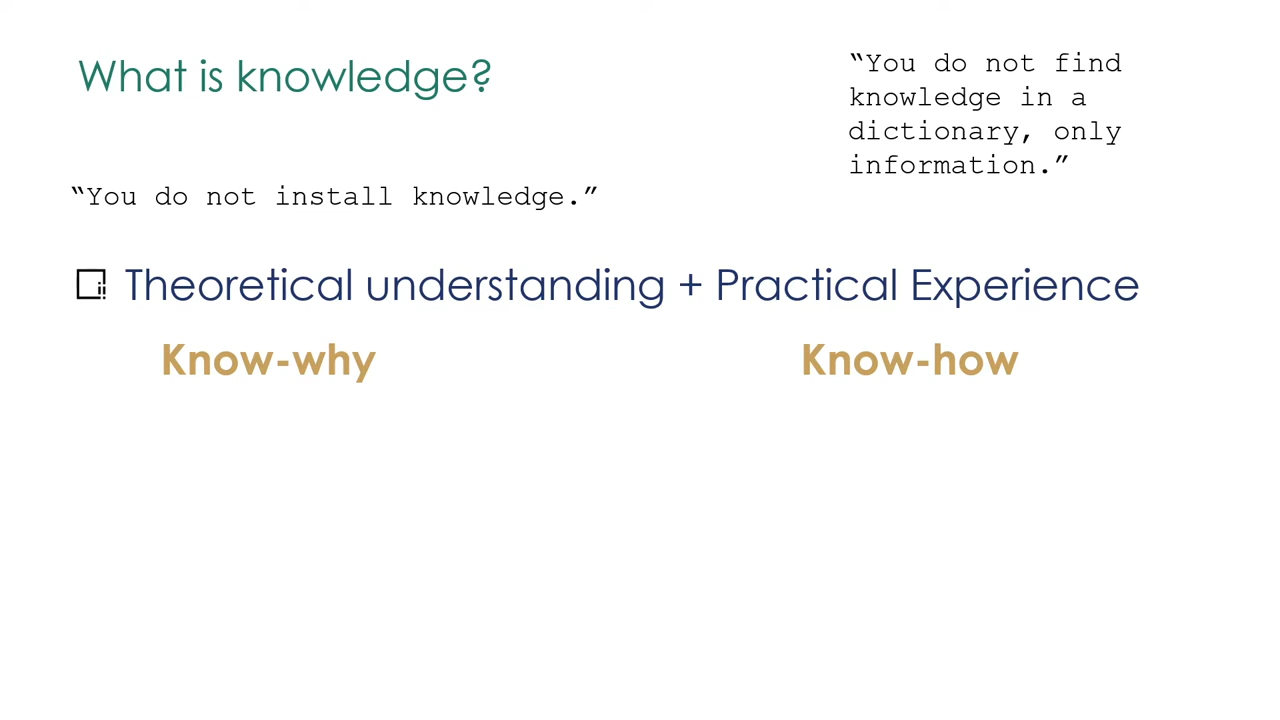 What is knowledge?
“You do not find
knowledge in a
dictionary, only
information.”
“You do not install knowledge.”
Theoretical understanding + Practical Experience
Know-why Know-how